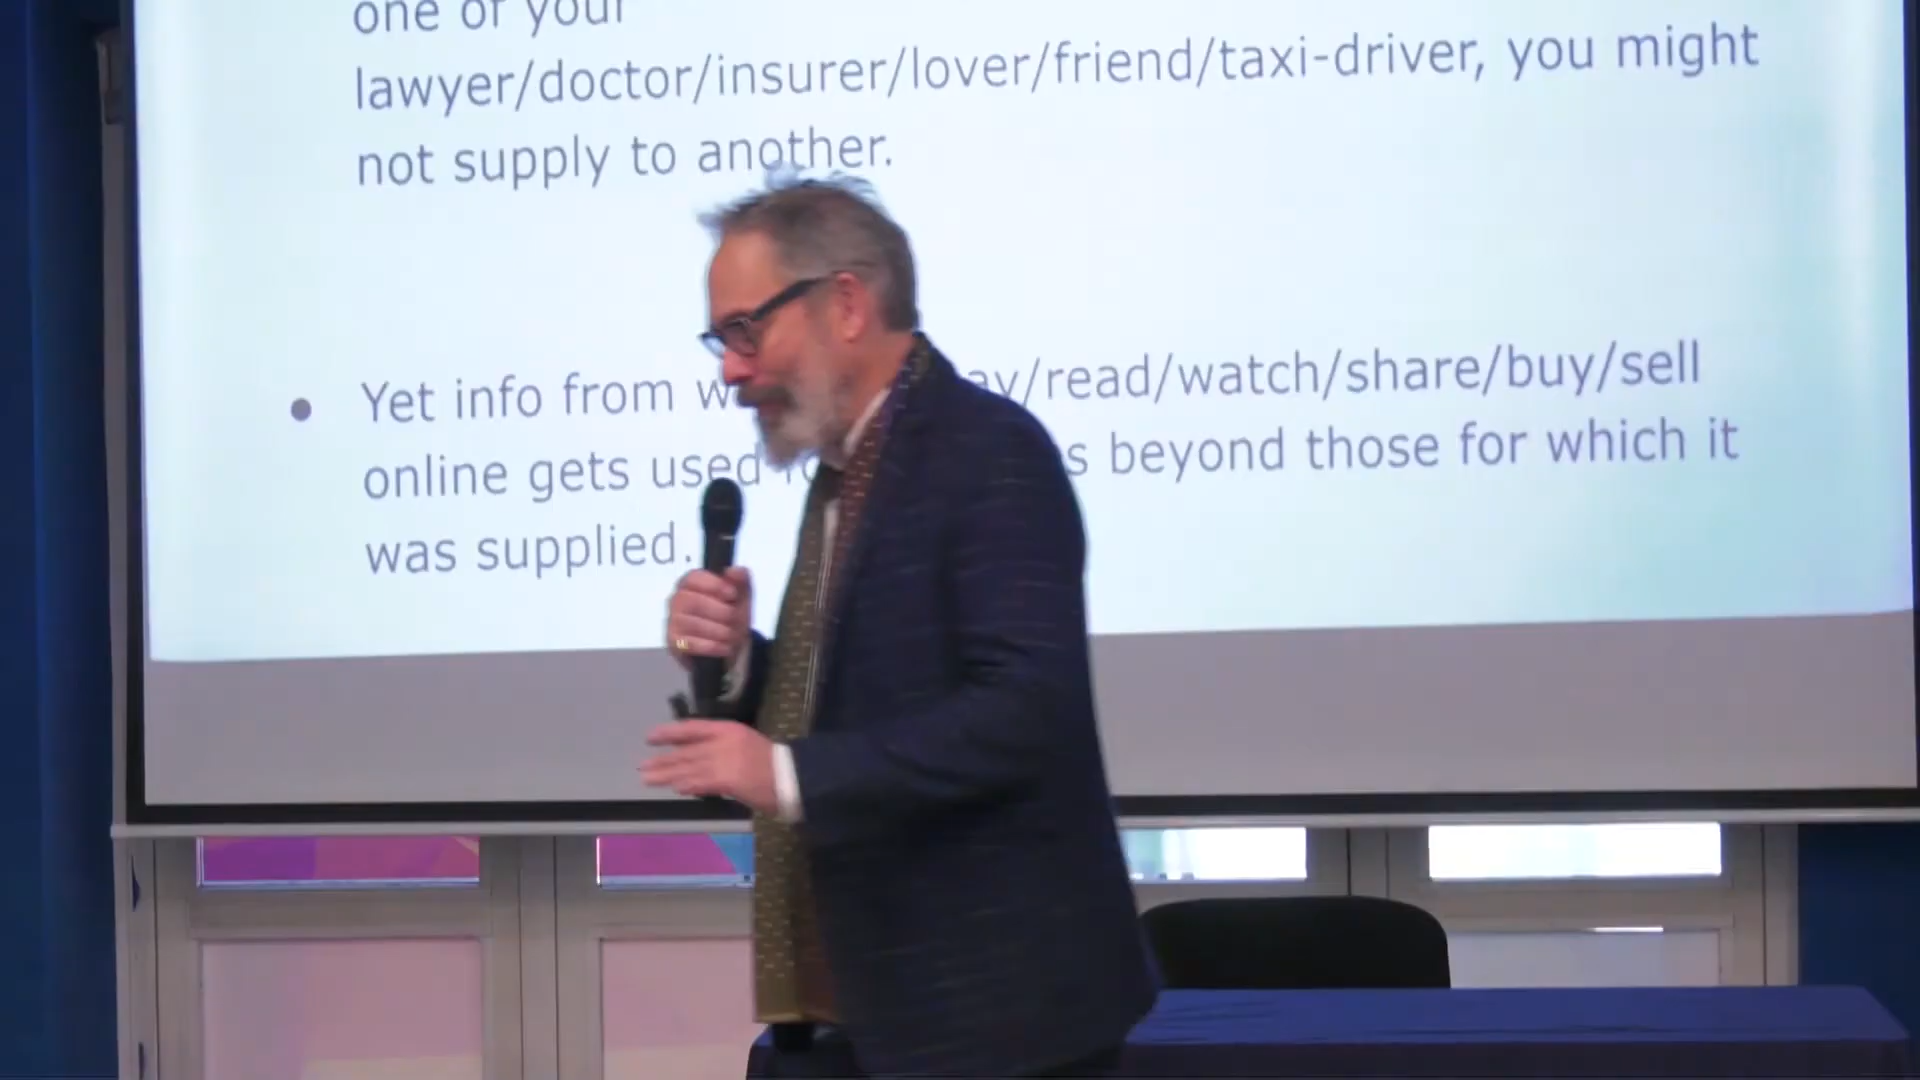 one of your
lawyer/doctor/insurer/lover/friend/taxi-driver, you might
not supply to another.
Yet info from /read/watch/share/buy/sell
online gets used beyond those for which it
was supplied.